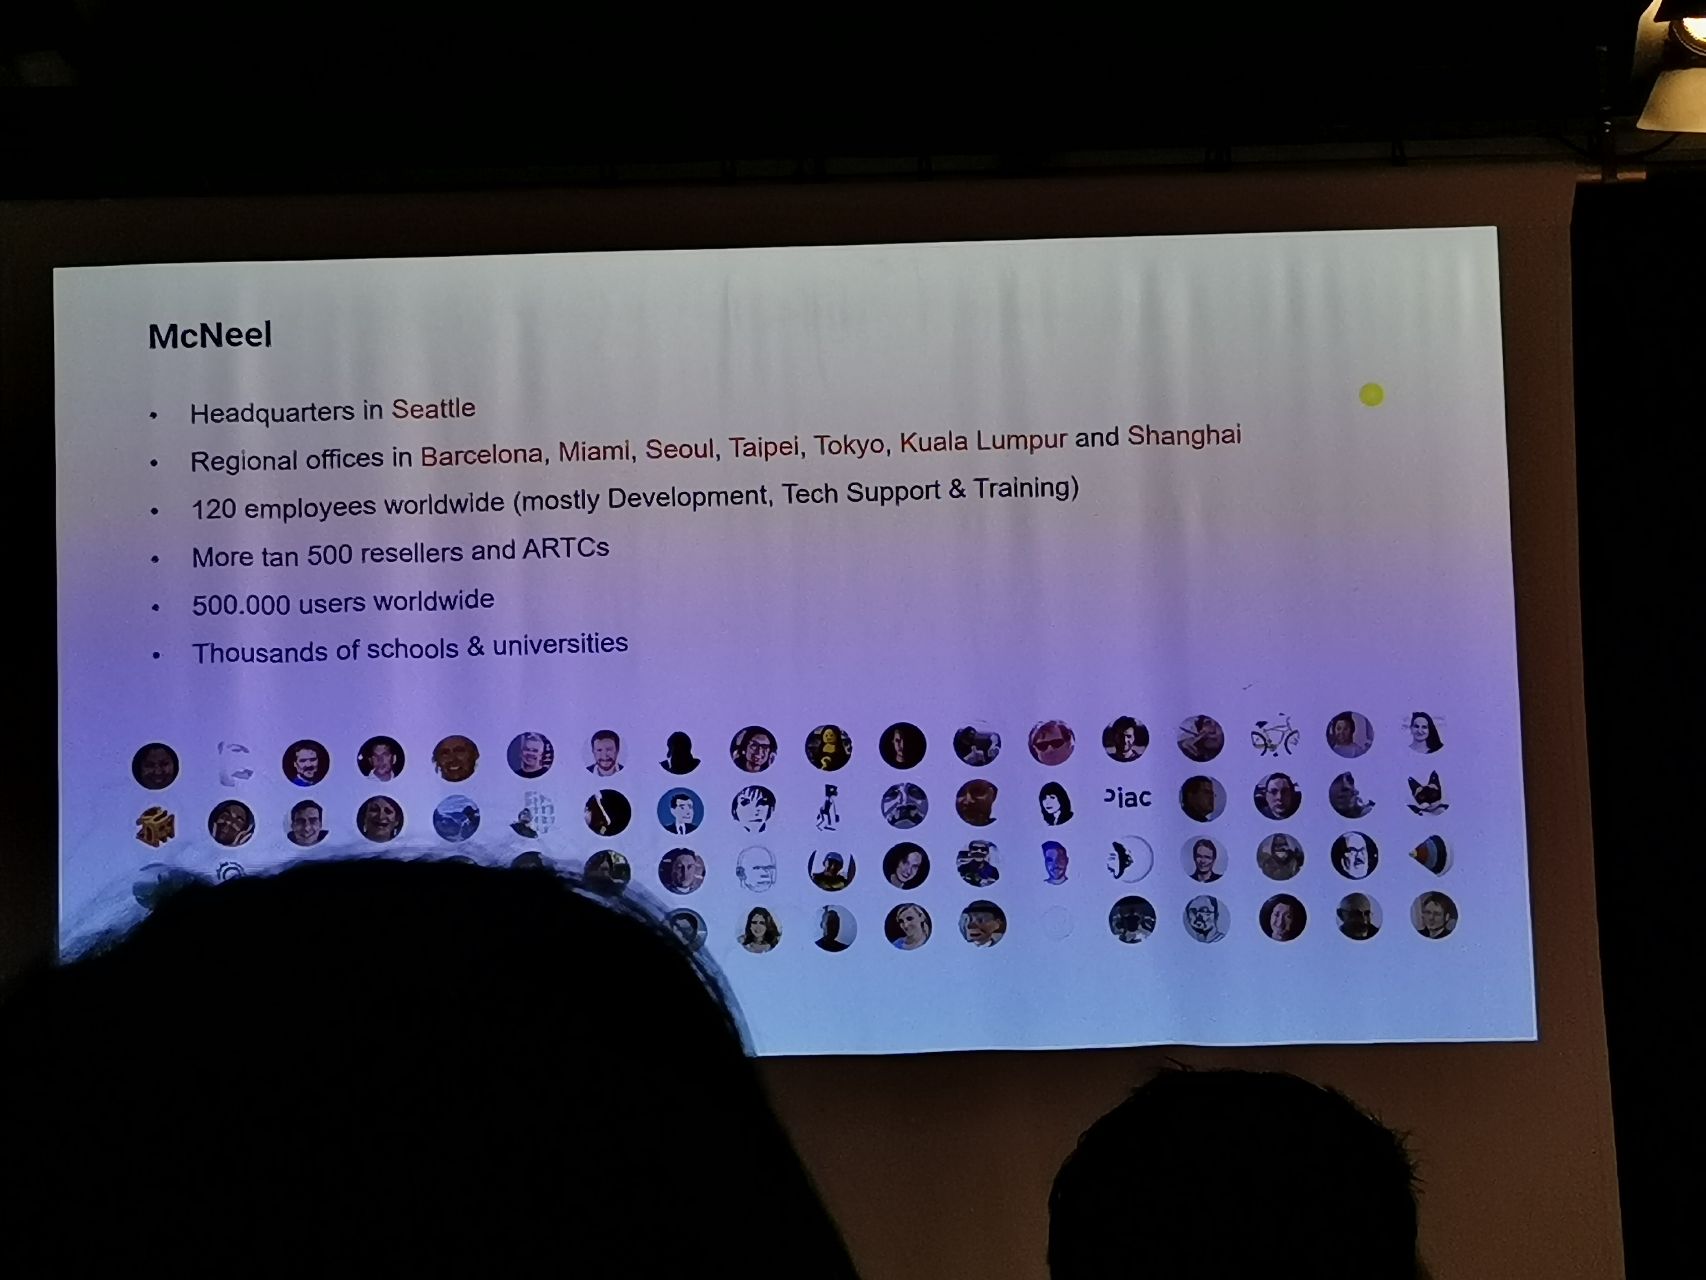 McNeel
• Headquarters in Seattle
• Regional offices in Barcelona, Miami, Seoul, Taipei, Tokyo, Kuala Lumpur and Shanghai
• 120 employees worldwide (mostly Development, Tech Support & Training)
• More tan 500 resellers and ARTCs
• 500.000 users worldwide
• Thousands of schools & universities